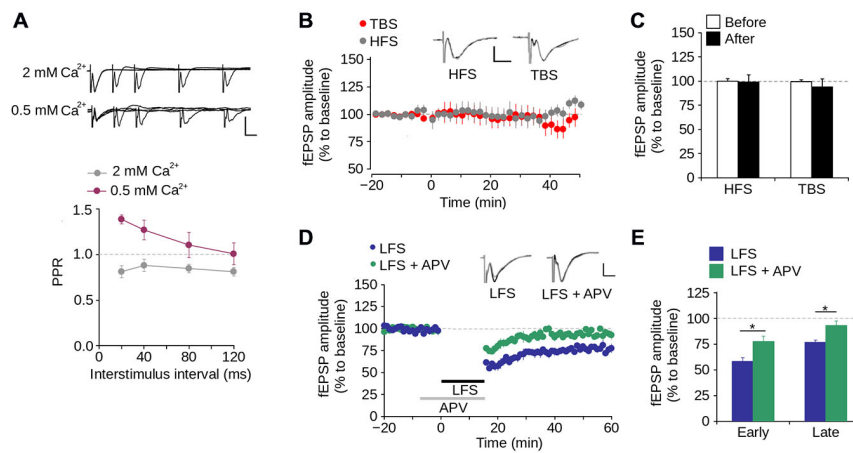 A
2 mM Ca2+
0.5 mM Ca2+
2 mM Ca2+
0.5 mM Ca2+
PPR
1.5
1.0
0.5
0
0 40 80 120
Interstimulus interval (ms)
B
TBS
HFS
HFS TBS
fEPSP amplitude
(% to baseline)
150
125
100
75
50
-20 0 20 40
Time (min)
C
Before
After
fEPSP amplitude
(% to baseline)
150
125
100
75
50
25
0
HFS TBS
D
LFS
LFS + APV
LFS LFS + APV
fEPSP amplitude
(% to baseline)
125
100
75
50
25
0
LFS
APV
-20 0 20 40 60
Time (min)
E
LFS
LFS + APV
fEPSP amplitude
(% to baseline)
125
100
75
50
25
0
* *
Early Late